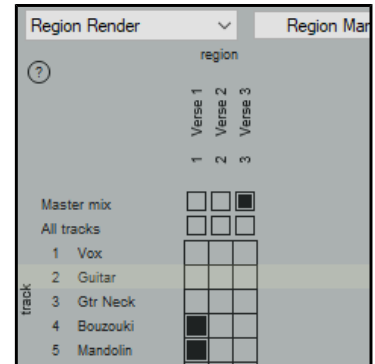 Region Render
Region Mar
?
region
Verse 1
Verse 2
Verse 3
1
2
3
Master mix
All tracks
track
1 Vox
2 Guitar
3 Gtr Neck
4 Bouzouki
5 Mandolin